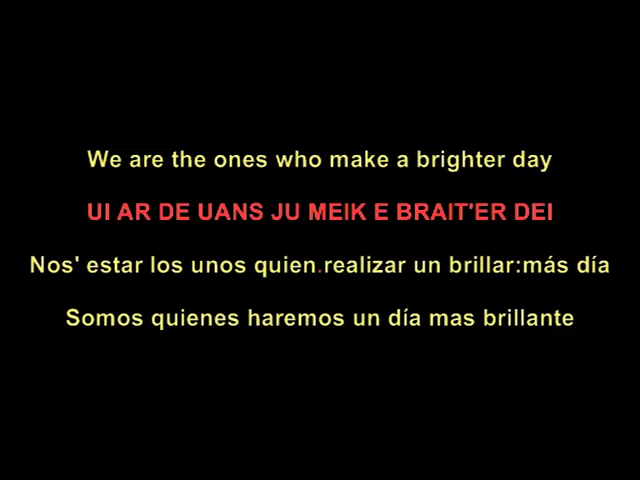 We are the ones who make a brighter day
UI AR DE UANS JU MEIK E BRAIT'ER DEI
Nos' estar los unos quien.realizar un brillar:más día
Somos quienes haremos un día mas brillante